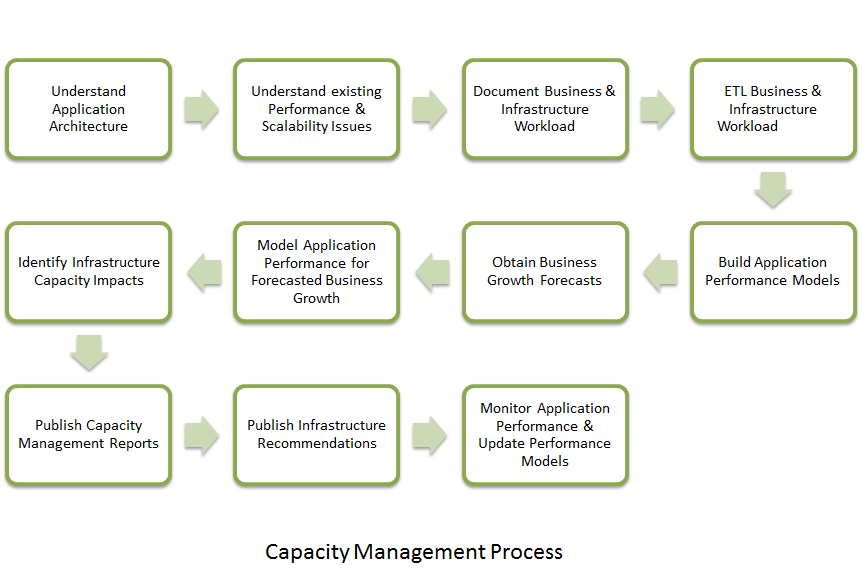 Understand
Application
Architecture
Understand existing
Performance &
Scalability Issues
Document Business &
Infrastructure
Workload
ETL Business &
Infrastructure
Workload
Build Application
Performance Models
Obtain Business
Growth Forecasts
Model Application
Performance for
Forecasted Business
Growth
Identify Infrastructure
Capacity Impacts
Publish Capacity
Management Reports
Publish Infrastructure
Recommendations
Monitor Application
Performance &
Update Performance
Models
Capacity Management Process